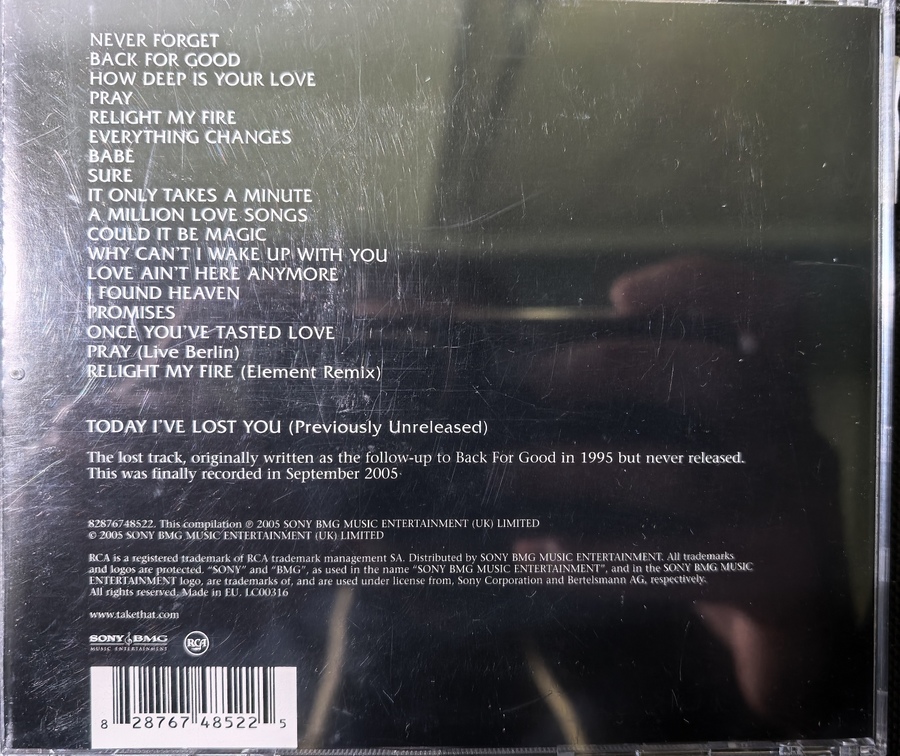 NEVER FORGET
BACK FOR GOOD
HOW DEEP IS YOUR LOVE
PRAY
RELIGHT MY FIRE
EVERYTHING CHANGES
BABE
SURE
IT ONLY TAKES A MINUTE
A MILLION LOVE SONGS
COULD IT BE MAGIC
WHY CAN'T I WAKE UP WITH YOU
LOVE AIN'T HERE ANYMORE
I FOUND HEAVEN
PROMISES
ONCE YOU'VE TASTED LOVE
PRAY (Live Berlin)
RELIGHT MY FIRE (Element Remix)
TODAY I'VE LOST YOU (Previously Unreleased)
The lost track, originally written as the follow-up to Back For Good in 1995 but never released.
This was finally recorded in September 2005
82876748522. This compilation ℗ 2005 SONY BMG MUSIC ENTERTAINMENT (UK) LIMITED
© 2005 SONY BMG MUSIC ENTERTAINMENT (UK) LIMITED
RCA is a registered trademark of RCA trademark management SA. Distributed by SONY BMG MUSIC ENTERTAINMENT. All trademarks
and logos are protected. "SONY" and "BMG", as used in the name "SONY BMG MUSIC ENTERTAINMENT", and in the SONY BMG MUSIC
ENTERTAINMENT logo, are trademarks of, and are used under license from, Sony Corporation and Bertelsmann AG, respectively.
All rights reserved. Made in EU. LC00316
www.takethat.com
SONY BMG RCA
MUSIC ENTERTAINMENT
8 28767 48522 5